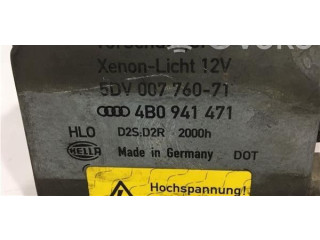 Xenon-Licht 12V
5DV 007 760-71
4B0 941 471
HLO D2S;D2R 2000h
HELLA Made in Germany DOT
Hochspannung!